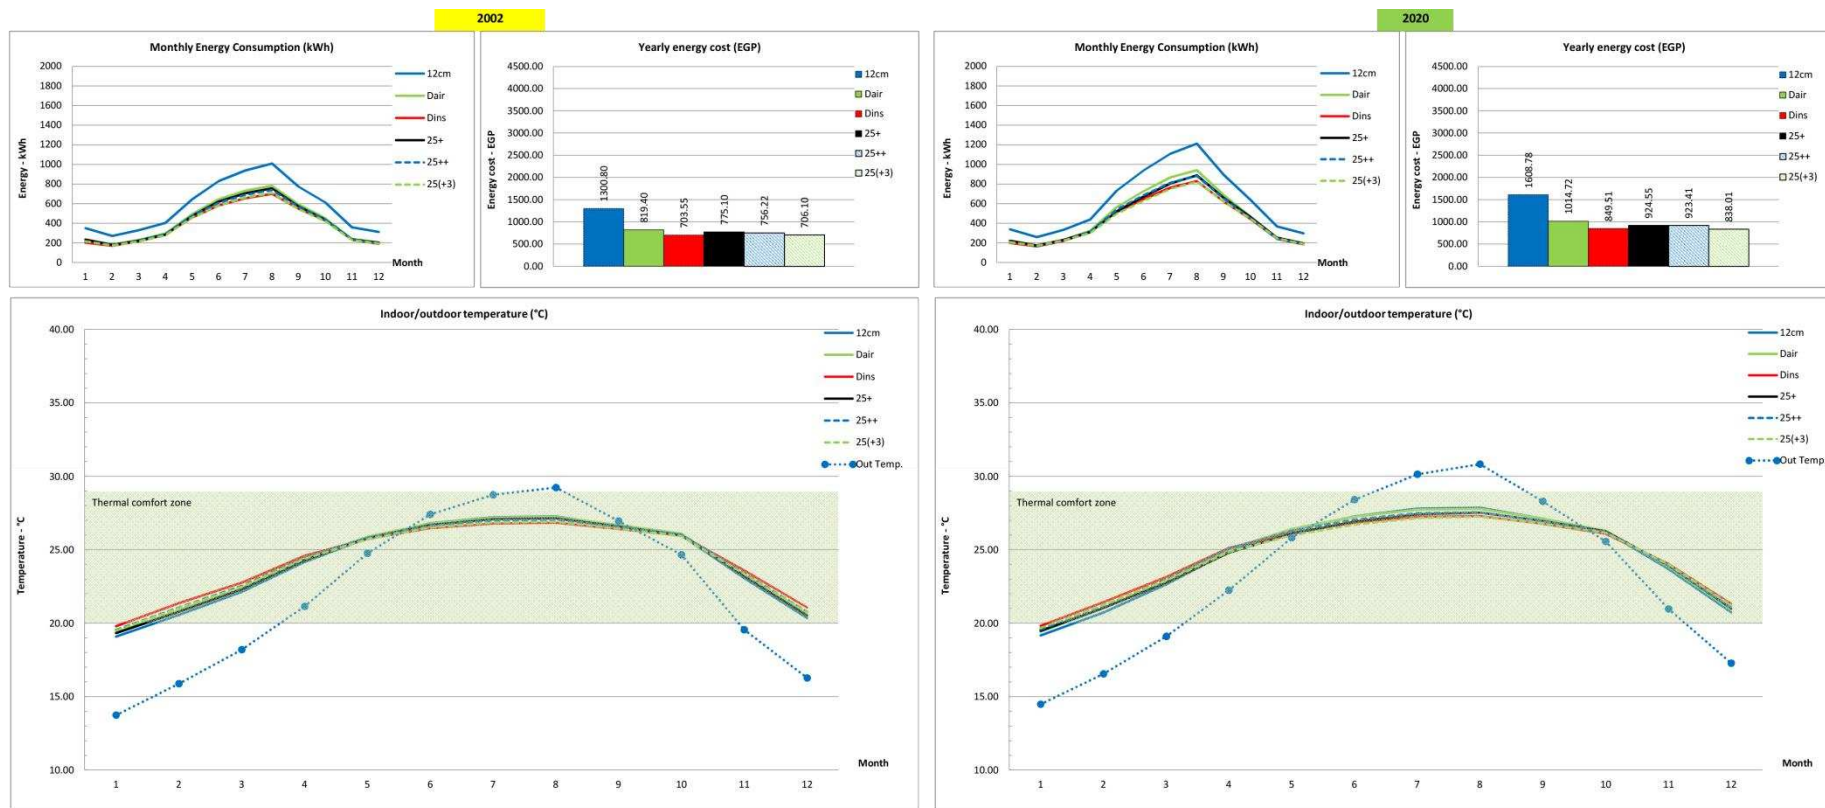 2002
Monthly Energy Consumption (kWh)
2000
1800
1600
1400
1200
1000
800
600
400
200
0
Energy - kWh
1 2 3 4 5 6 7 8 9 10 11 12
Month
12cm
Dair
Dins
25+
25++
25(+3)
Yearly energy cost (EGP)
4500.00
4000.00
3500.00
3000.00
2500.00
2000.00
1500.00
1000.00
500.00
0.00
Energy cost - EGP
1300.80
819.40
703.55
775.10
756.22
706.10
12cm
Dair
Dins
25+
25++
25(+3)
Indoor/outdoor temperature (°C)
40.00
35.00
30.00
25.00
20.00
15.00
10.00
Temperature - °C
Thermal comfort zone
1 2 3 4 5 6 7 8 9 10 11 12
Month
12cm
Dair
Dins
25+
25++
25(+3)
Out Temp.
2020
Monthly Energy Consumption (kWh)
2000
1800
1600
1400
1200
1000
800
600
400
200
0
Energy - kWh
1 2 3 4 5 6 7 8 9 10 11 12
Month
12cm
Dair
Dins
25+
25++
25(+3)
Yearly energy cost (EGP)
4500.00
4000.00
3500.00
3000.00
2500.00
2000.00
1500.00
1000.00
500.00
0.00
Energy cost - EGP
1608.78
1014.72
849.51
924.55
923.41
838.01
12cm
Dair
Dins
25+
25++
25(+3)
Indoor/outdoor temperature (°C)
40.00
35.00
30.00
25.00
20.00
15.00
10.00
Temperature - °C
Thermal comfort zone
1 2 3 4 5 6 7 8 9 10 11 12
Month
12cm
Dair
Dins
25+
25++
25(+3)
Out Temp.